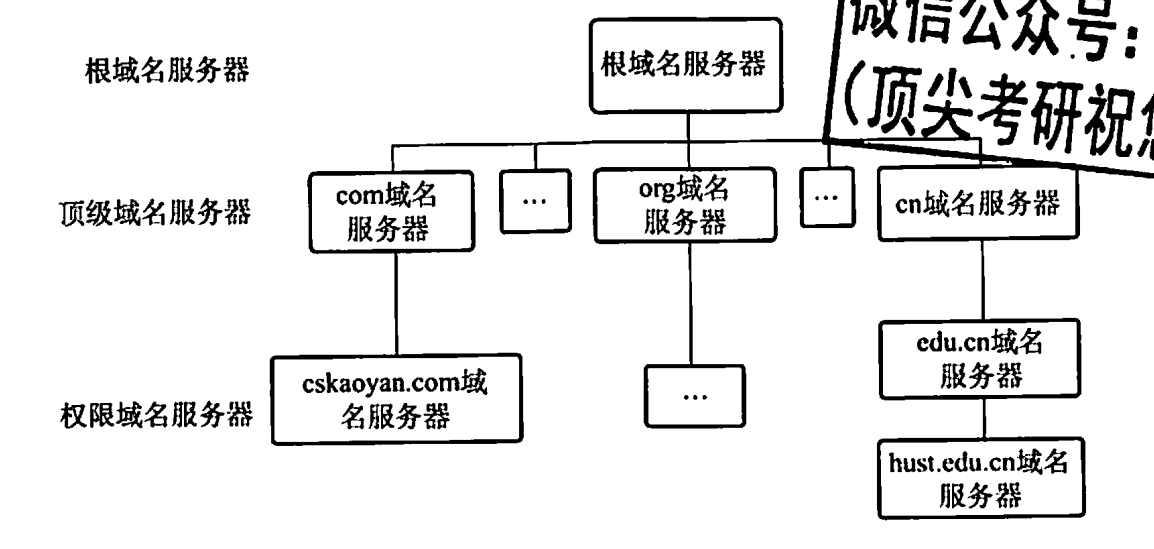 微信公众号：
（顶尖考研祝您
根域名服务器
根域名服务器
顶级域名服务器
com域名
服务器
...
org域名
服务器
...
cn域名服务器
edu.cn域名
服务器
权限域名服务器
cskaoyan.com域
名服务器
...
hust.edu.cn域名
服务器